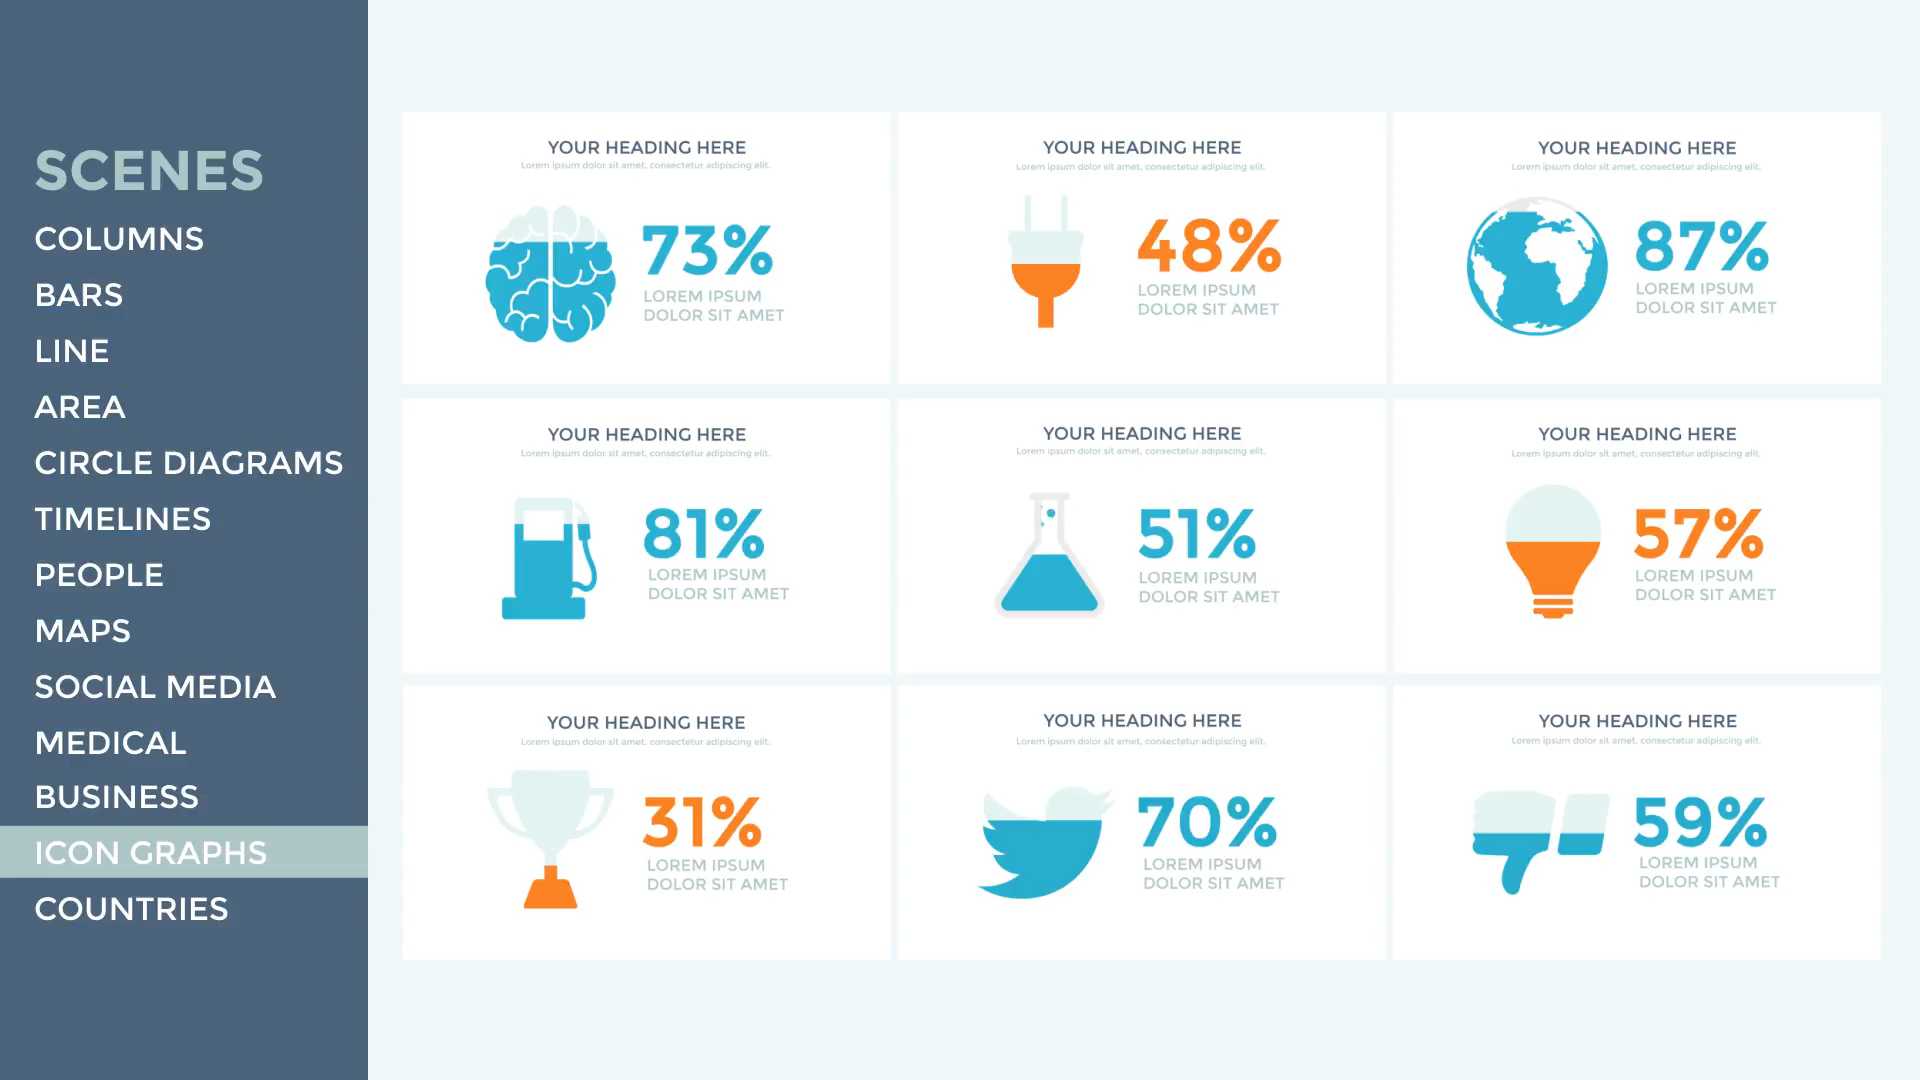 SCENES
COLUMNS
BARS
LINE
AREA
CIRCLE DIAGRAMS
TIMELINES
PEOPLE
MAPS
SOCIAL MEDIA
MEDICAL
BUSINESS
ICON GRAPHS
COUNTRIES
YOUR HEADING HERE
Lorem ipsum dolor sit amet, consectetur adipiscing elit.
73%
LOREM IPSUM
DOLOR SIT AMET
YOUR HEADING HERE
Lorem ipsum dolor sit amet, consectetur adipiscing elit.
48%
LOREM IPSUM
DOLOR SIT AMET
YOUR HEADING HERE
Lorem ipsum dolor sit amet, consectetur adipiscing elit.
87%
LOREM IPSUM
DOLOR SIT AMET
YOUR HEADING HERE
Lorem ipsum dolor sit amet, consectetur adipiscing elit.
81%
LOREM IPSUM
DOLOR SIT AMET
YOUR HEADING HERE
Lorem ipsum dolor sit amet, consectetur adipiscing elit.
51%
LOREM IPSUM
DOLOR SIT AMET
YOUR HEADING HERE
Lorem ipsum dolor sit amet, consectetur adipiscing elit.
57%
LOREM IPSUM
DOLOR SIT AMET
YOUR HEADING HERE
Lorem ipsum dolor sit amet, consectetur adipiscing elit.
31%
LOREM IPSUM
DOLOR SIT AMET
YOUR HEADING HERE
Lorem ipsum dolor sit amet, consectetur adipiscing elit.
70%
LOREM IPSUM
DOLOR SIT AMET
YOUR HEADING HERE
Lorem ipsum dolor sit amet, consectetur adipiscing elit.
59%
LOREM IPSUM
DOLOR SIT AMET